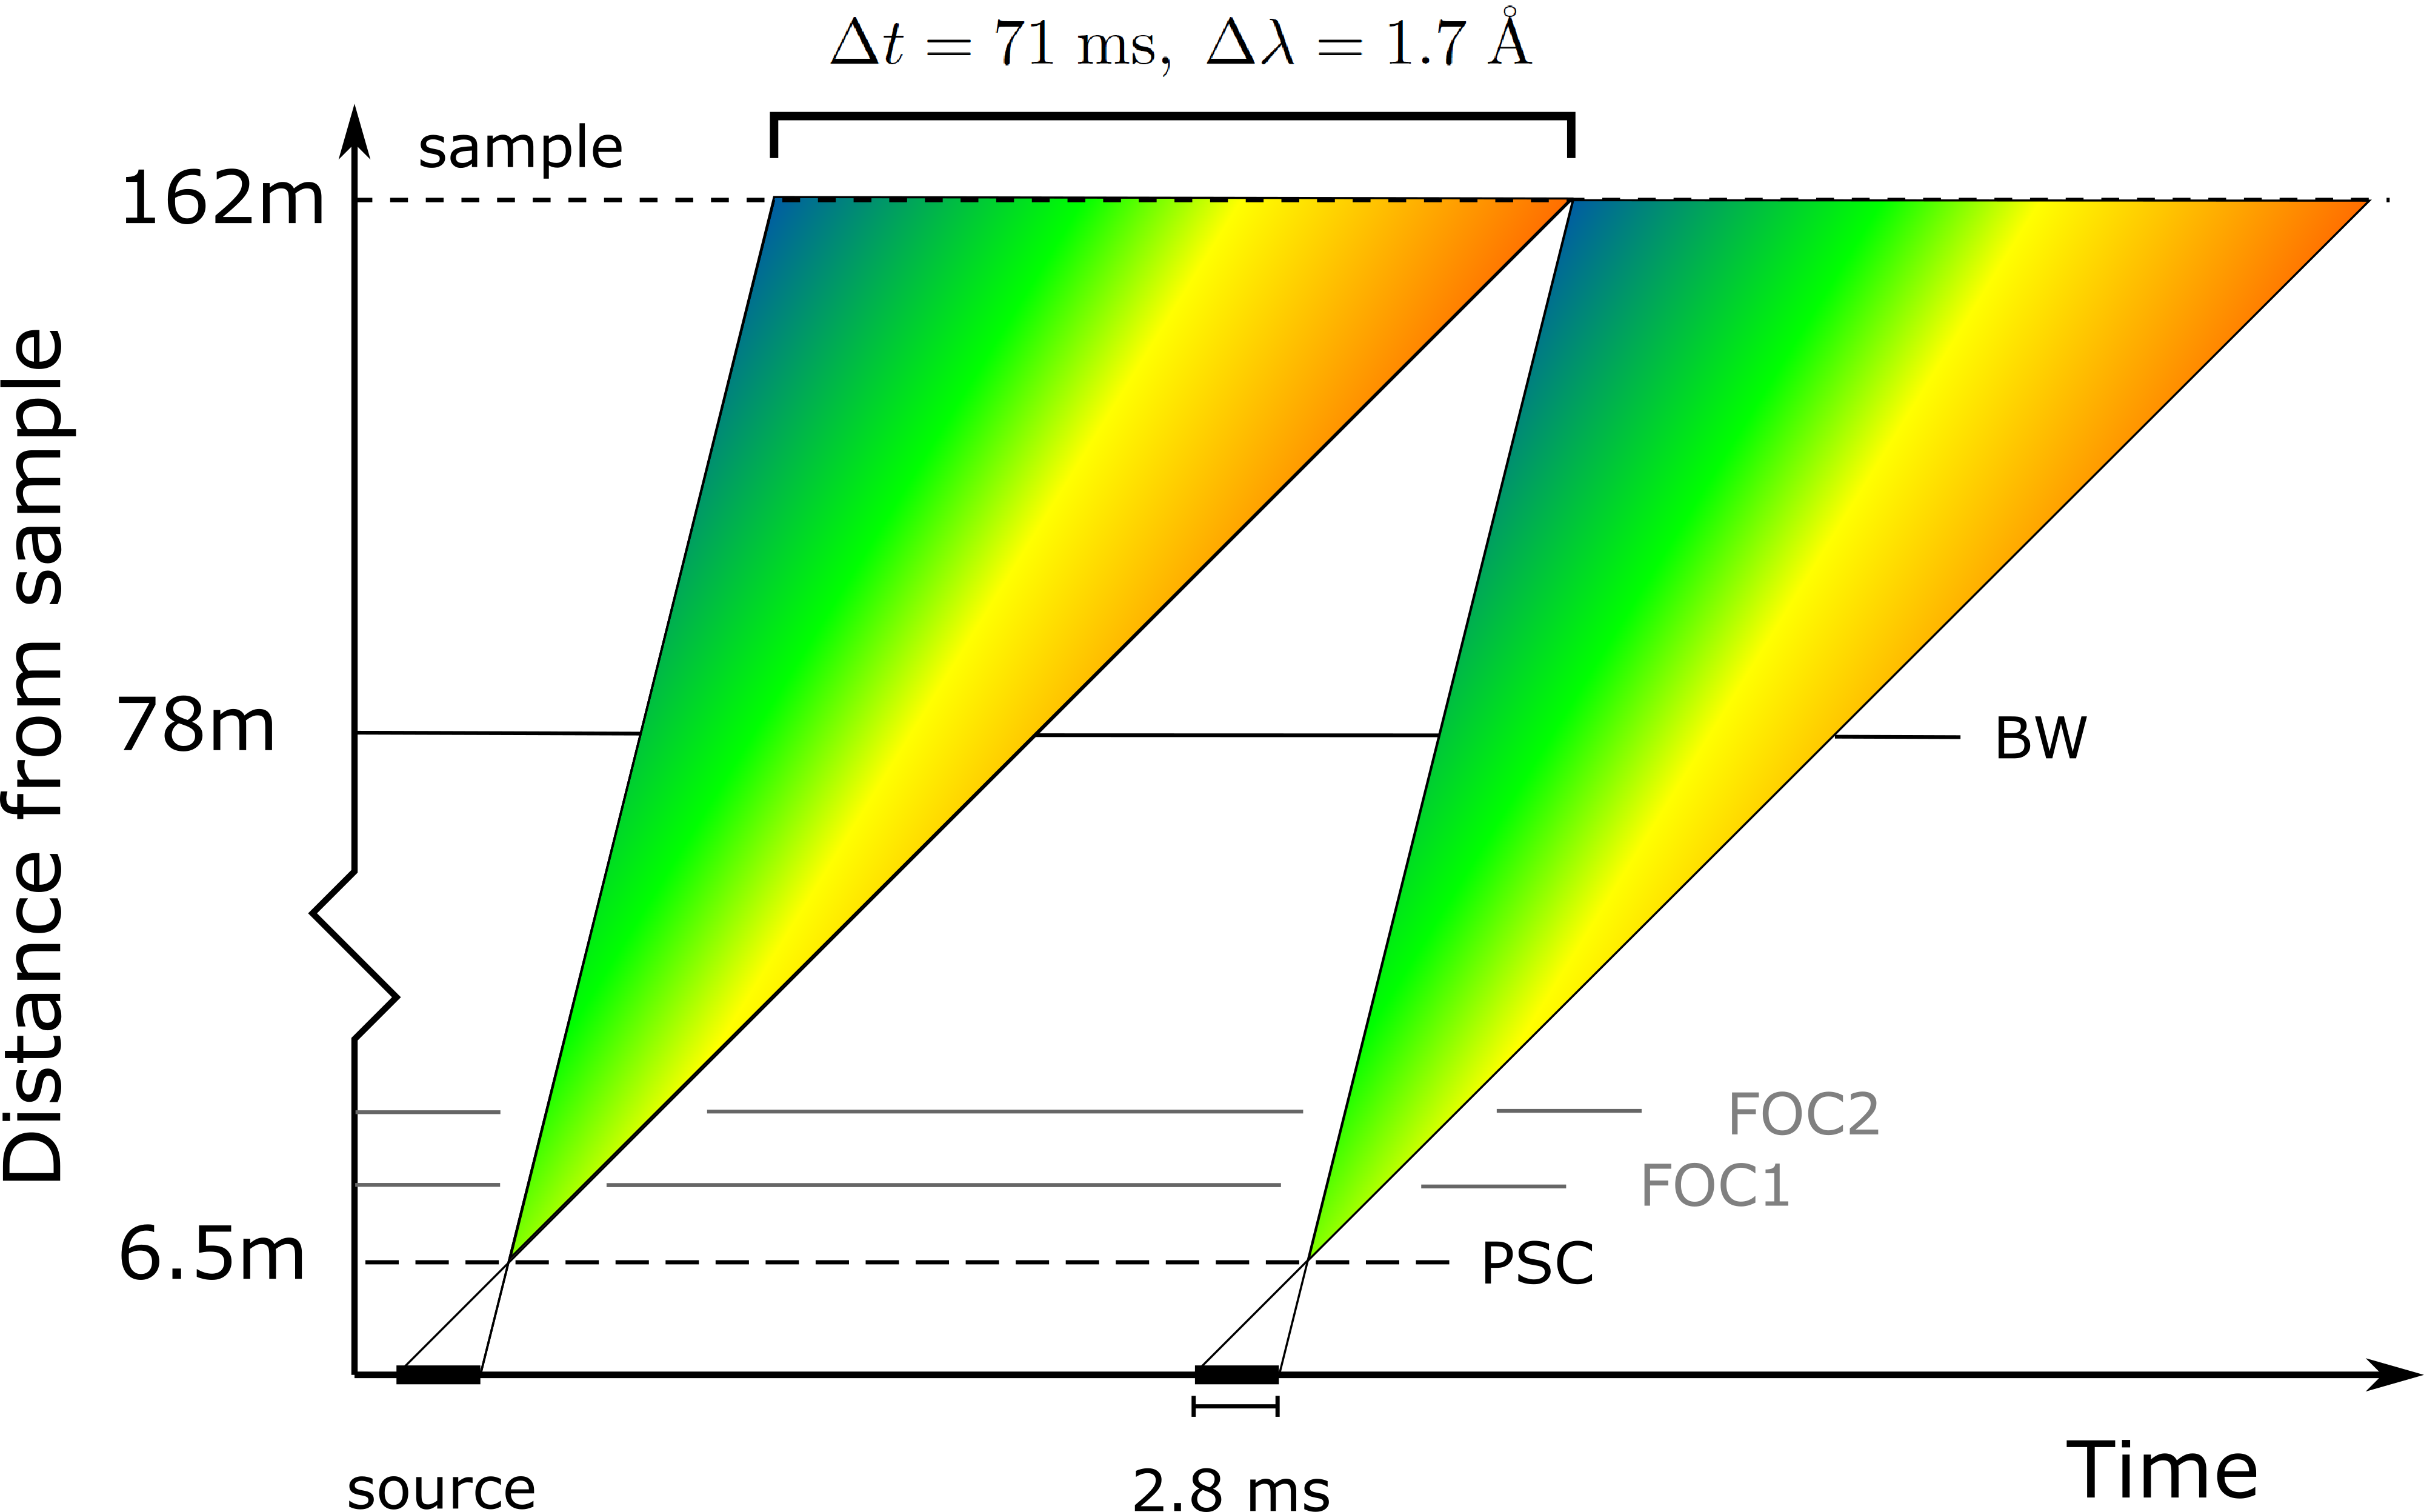 Δt = 71 ms, Δλ = 1.7 Å
sample
162m
Distance from sample
78m
BW
FOC2
FOC1
6.5m
PSC
Time
source
2.8 ms